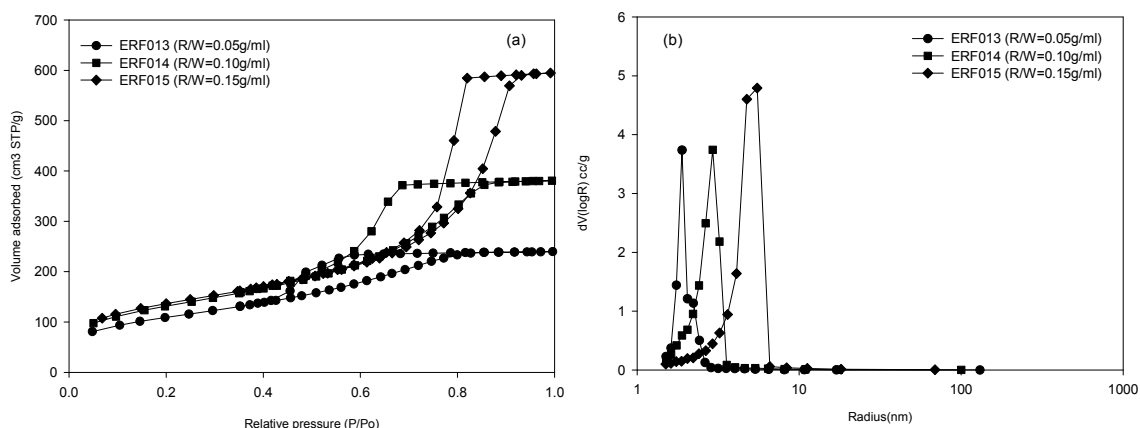 (a)
ERF013 (R/W=0.05g/ml)
ERF014 (R/W=0.10g/ml)
ERF015 (R/W=0.15g/ml)
Volume adsorbed (cm3 STP/g)
700
600
500
400
300
200
100
0
0.0
0.2
0.4
0.6
0.8
1.0
Relative pressure (P/Po)
(b)
ERF013 (R/W=0.05g/ml)
ERF014 (R/W=0.10g/ml)
ERF015 (R/W=0.15g/ml)
dV(logR) cc/g
6
5
4
3
2
1
0
1
10
100
1000
Radius(nm)